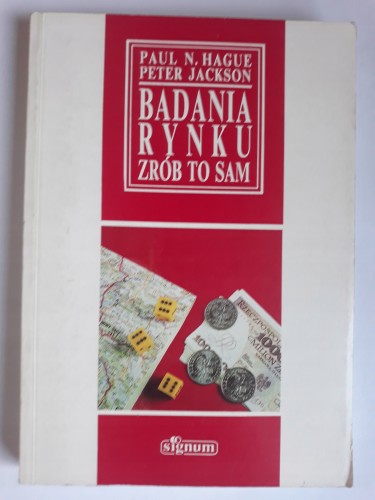 PAUL N. HAGUE
PETER JACKSON
BADANIA
RYNKU
ZRÓB TO SAM
signum